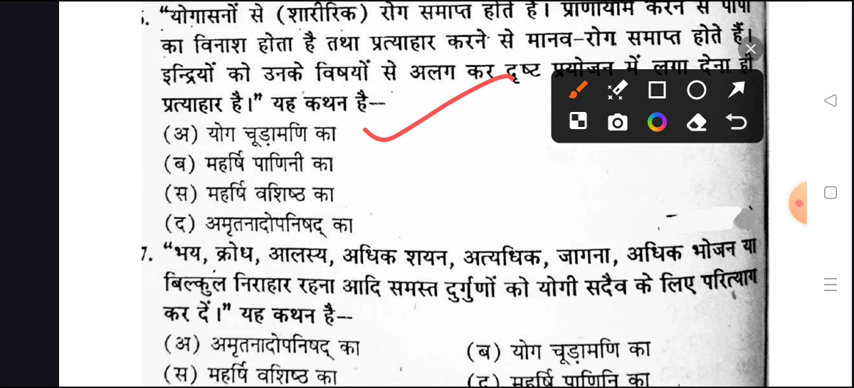 5. “योगासनों से (शारीरिक) रोग समाप्त होते हैं। प्राणायाम करने से पापों
का विनाश होता है तथा प्रत्याहार करने से मानव-रोग समाप्त होते हैं।
इन्द्रियों को उनके विषयों से अलग कर दृष्ट प्रयोजन में लगा देना ही
प्रत्याहार है।” यह कथन है—
(अ) योग चूड़ामणि का
(ब) महर्षि पाणिनी का
(स) महर्षि वशिष्ठ का
(द) अमृतनादोपनिषद् का
7. “भय, क्रोध, आलस्य, अधिक शयन, अत्यधिक, जागना, अधिक भोजन या
बिल्कुल निराहार रहना आदि समस्त दुर्गुणों को योगी सदैव के लिए परित्याग
कर दें।” यह कथन है—
(अ) अमृतनादोपनिषद् का (ब) योग चूड़ामणि का
(स) महर्षि वशिष्ठ का (द) महर्षि पाणिनि का